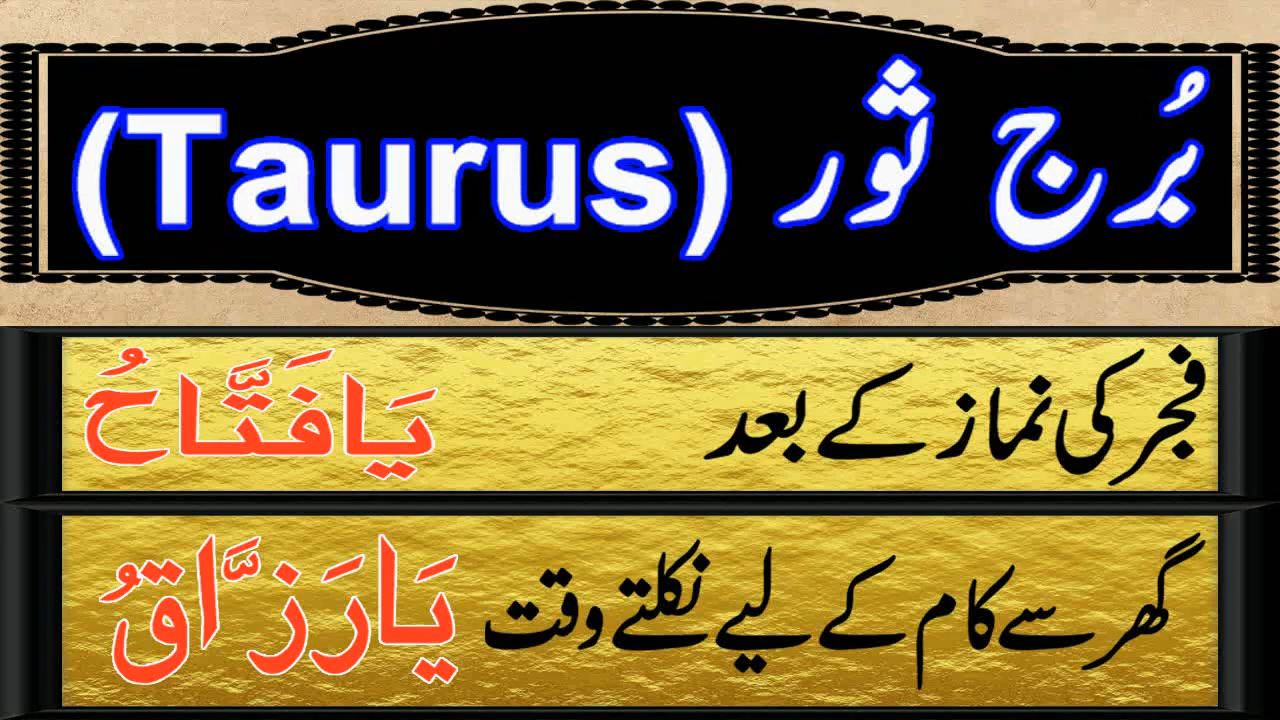 بُرج ثور (Taurus)
فجر کی نماز کے بعد يَافَتَّاحُ
گھر سے کام کے لیے نکلتے وقت يَارَزَّاقُ